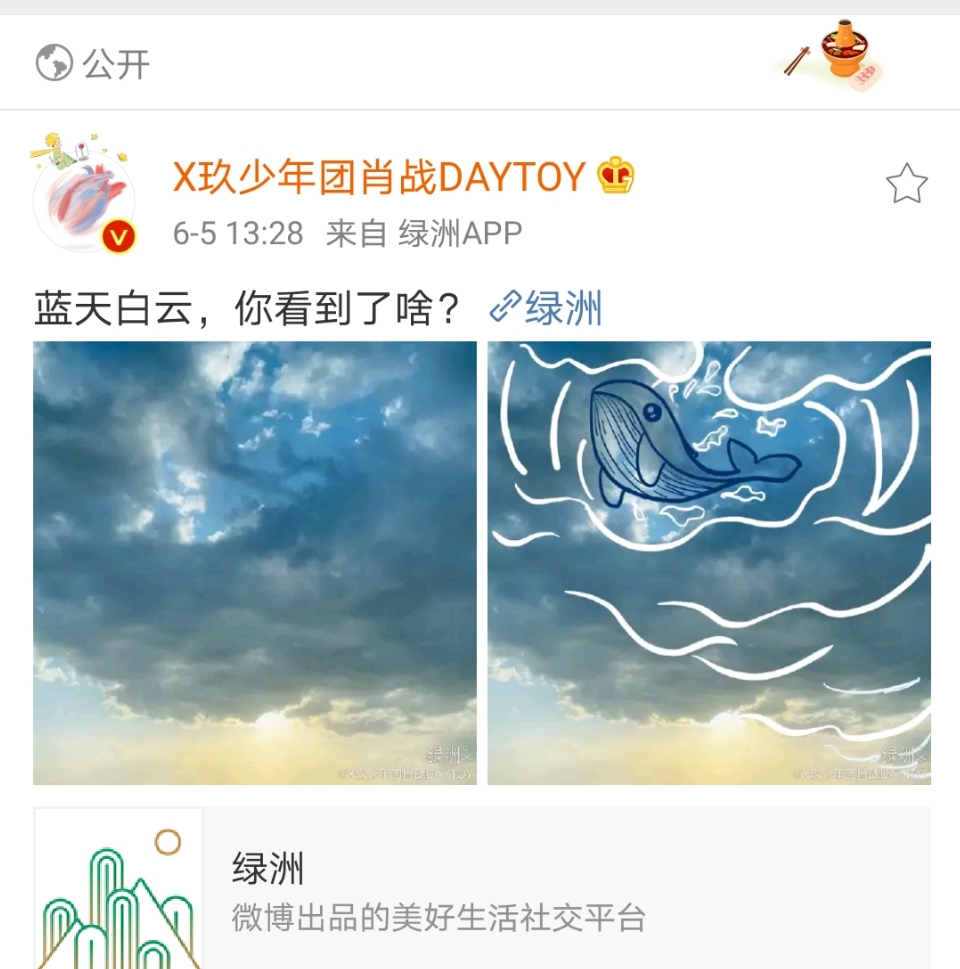 公开
X玖少年团肖战DAYTOY
6-5 13:28 来自 绿洲APP
蓝天白云，你看到了啥？ 绿洲
绿洲
@X玖少年团肖战DAYTOY
绿洲
@X玖少年团肖战DAYTOY
绿洲
微博出品的美好生活社交平台